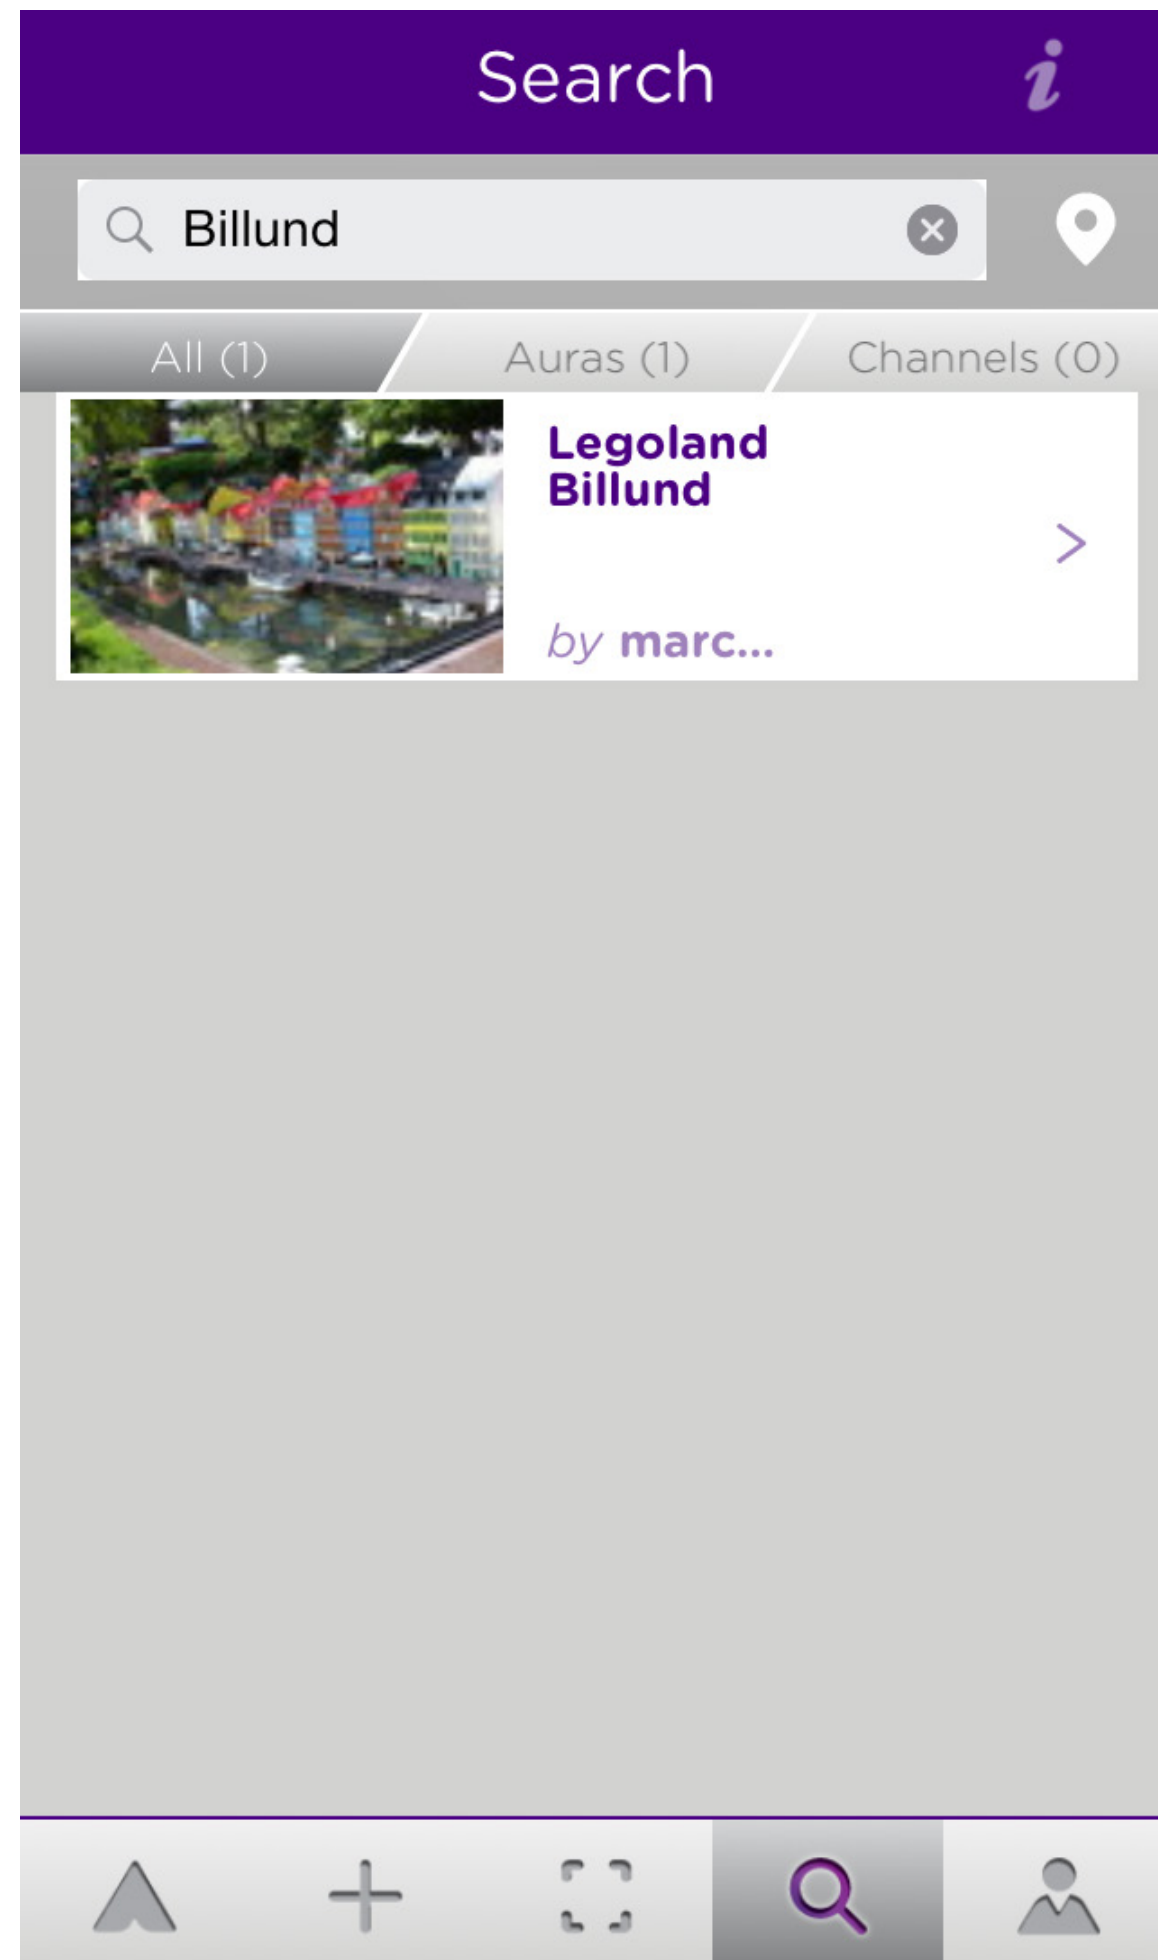 Search
Billund
All (1)
Auras (1)
Channels (0)
Legoland
Billund
by marc...